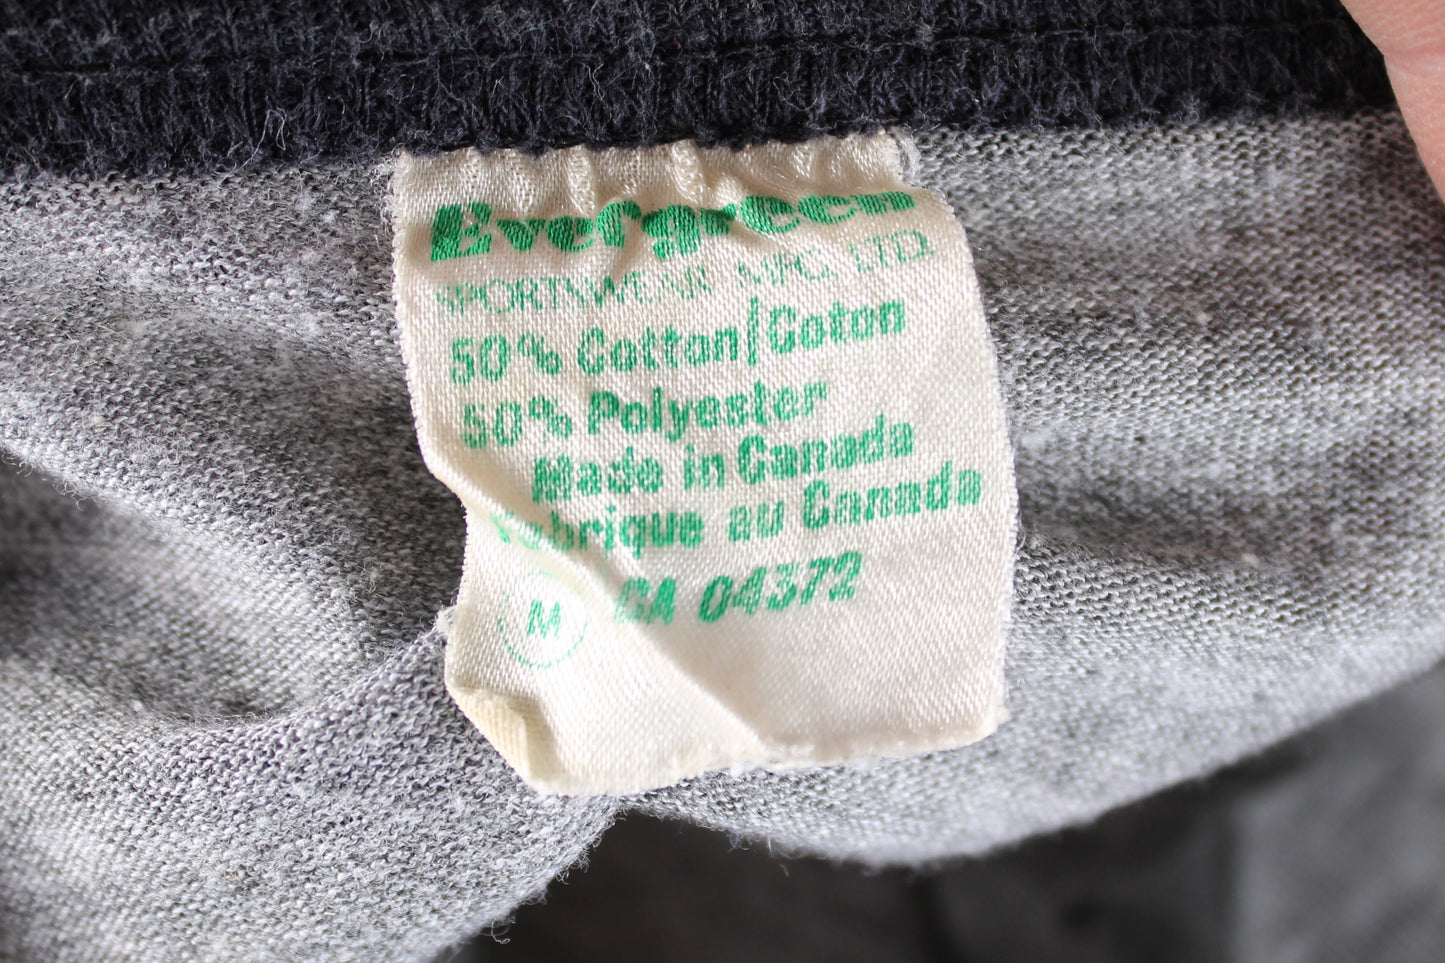 Evergreen
SPORTSWEAR MFG. LTD.
50% Cotton/Coton
50% Polyester
Made in Canada
Fabrique au Canada
M CA 04372